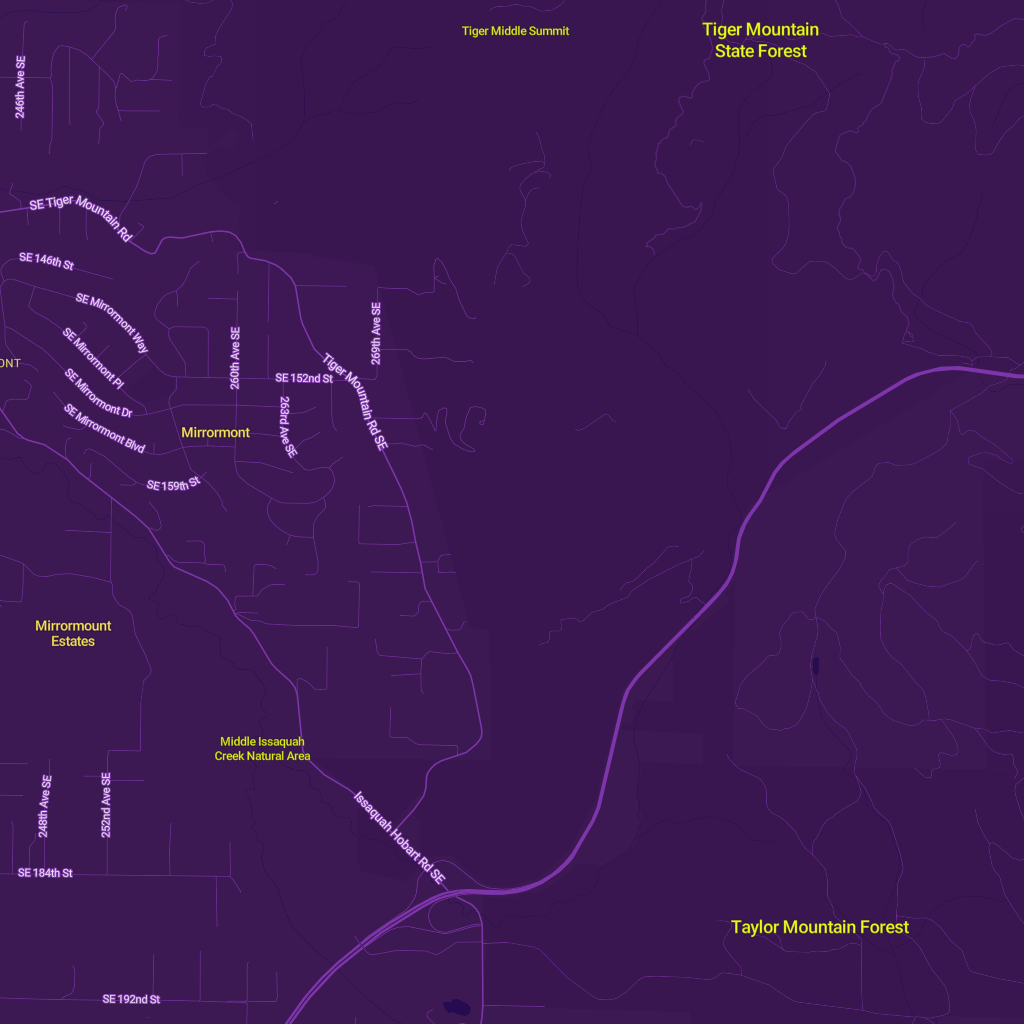 Tiger Middle Summit
Tiger Mountain
State Forest
246th Ave SE
SE Tiger Mountain Rd
SE 146th St
SE Mirrormont Way
SE Mirrormont Pl
260th Ave SE
269th Ave SE
ONT
SE Mirrormont Dr
SE 152nd St
Tiger Mountain Rd SE
SE Mirrormont Blvd
263rd Ave SE
Mirrormont
SE 159th St
Mirrormount
Estates
Middle Issaquah
Creek Natural Area
248th Ave SE
252nd Ave SE
Issaquah Hobart Rd SE
SE 184th St
Taylor Mountain Forest
SE 192nd St